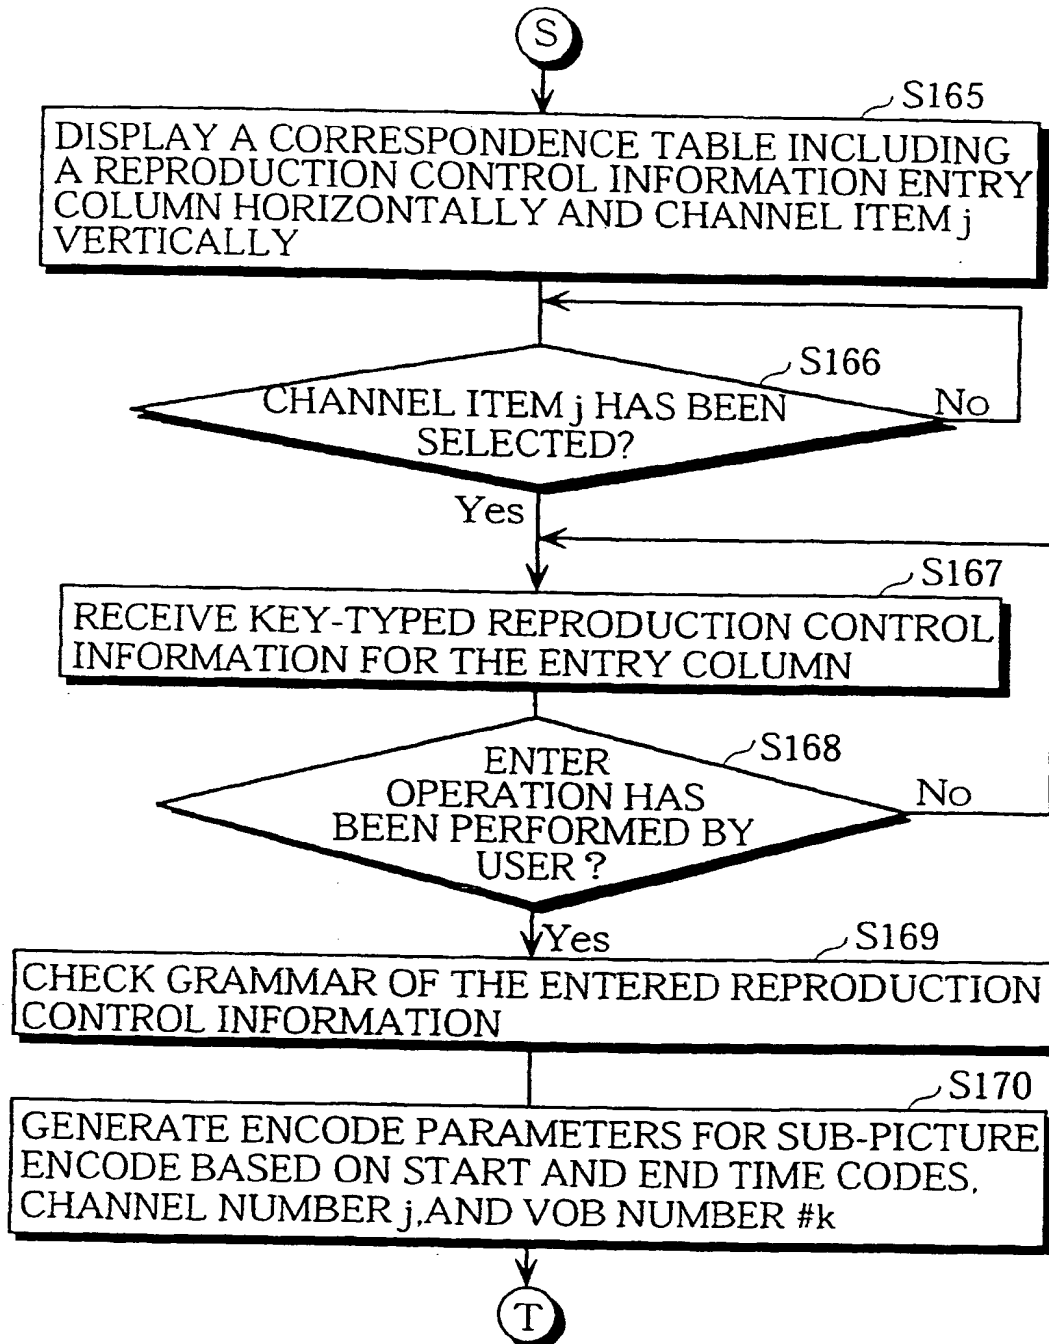 S
S165
DISPLAY A CORRESPONDENCE TABLE INCLUDING
A REPRODUCTION CONTROL INFORMATION ENTRY
COLUMN HORIZONTALLY AND CHANNEL ITEM j
VERTICALLY
S166
CHANNEL ITEM j HAS BEEN
SELECTED?
No
Yes
S167
RECEIVE KEY-TYPED REPRODUCTION CONTROL
INFORMATION FOR THE ENTRY COLUMN
S168
ENTER
OPERATION HAS
BEEN PERFORMED BY
USER ?
No
Yes
S169
CHECK GRAMMAR OF THE ENTERED REPRODUCTION
CONTROL INFORMATION
S170
GENERATE ENCODE PARAMETERS FOR SUB-PICTURE
ENCODE BASED ON START AND END TIME CODES,
CHANNEL NUMBER j,AND VOB NUMBER #k
T